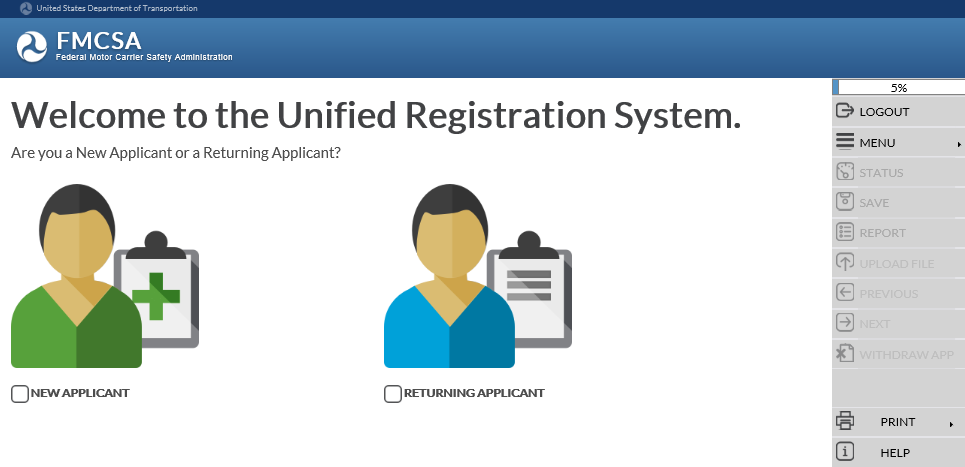 United States Department of Transportation
FMCSA
Federal Motor Carrier Safety Administration
Welcome to the Unified Registration System.
Are you a New Applicant or a Returning Applicant?
NEW APPLICANT
RETURNING APPLICANT
5%
LOGOUT
MENU
STATUS
SAVE
REPORT
UPLOAD FILE
PREVIOUS
NEXT
WITHDRAW APP
PRINT
HELP